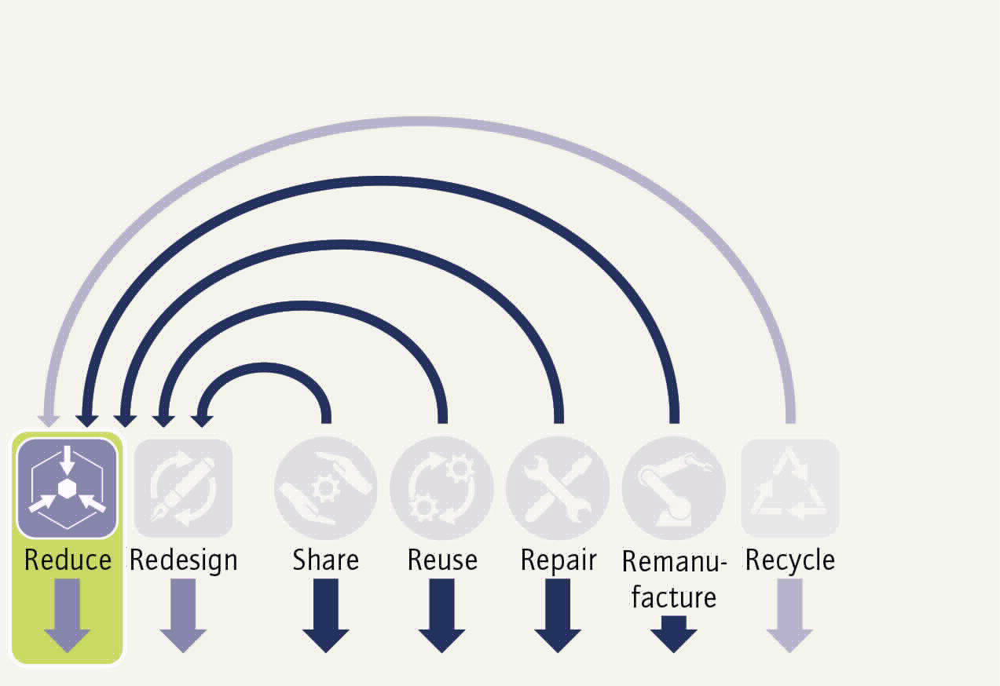 Reduce
Redesign
Share
Reuse
Repair
Remanu-
facture
Recycle